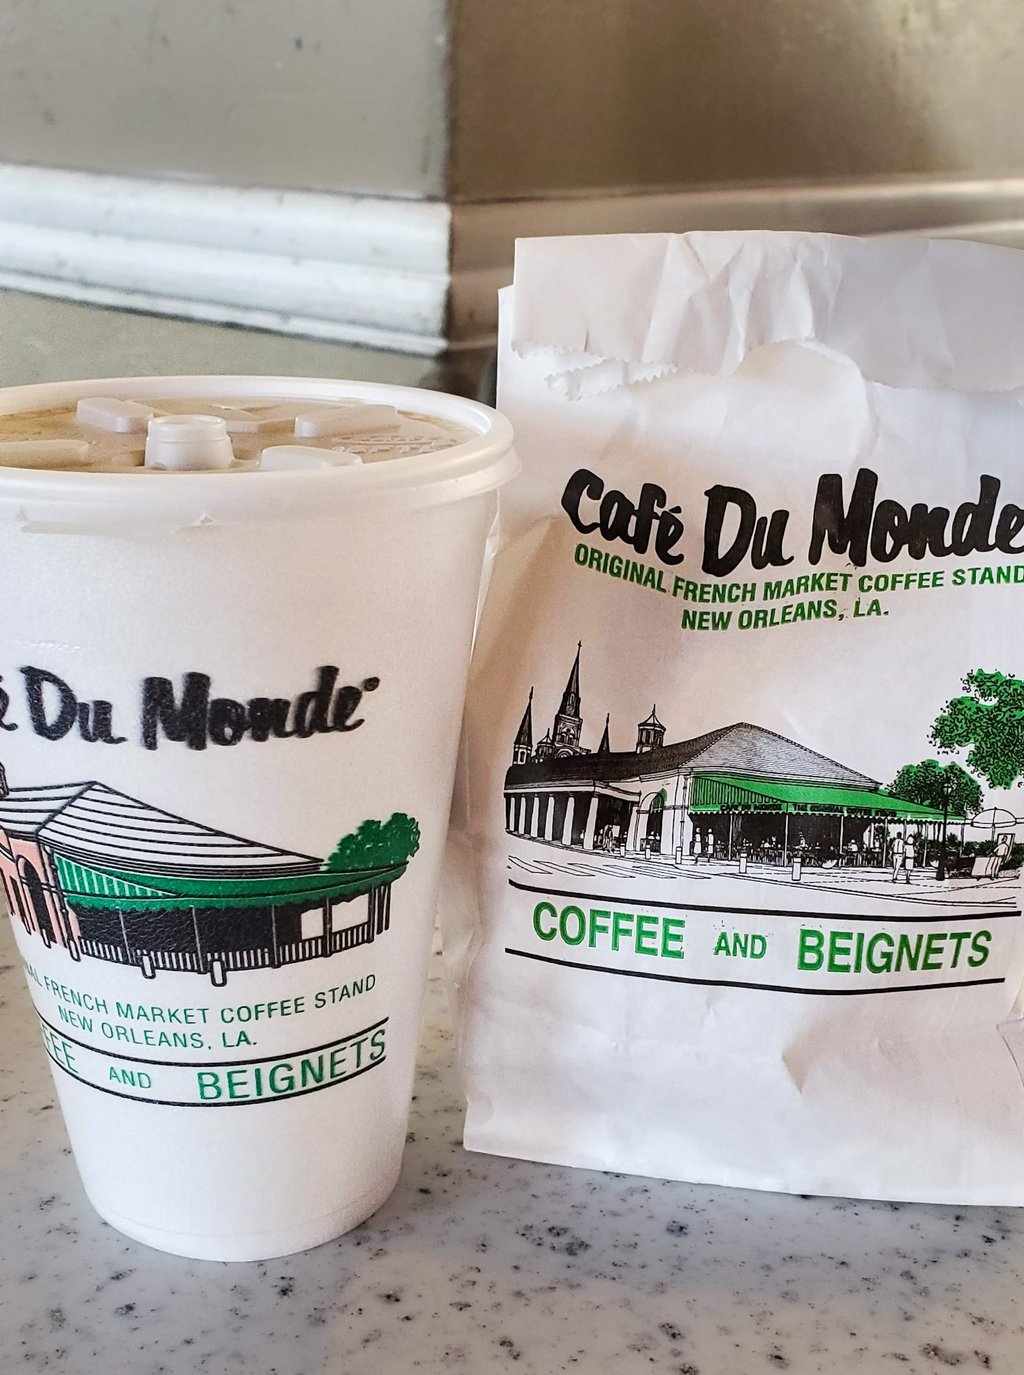 é Du Monde
NAL FRENCH MARKET COFFEE STAND
NEW ORLEANS, LA.
FEE AND BEIGNETS
Café Du Monde
ORIGINAL FRENCH MARKET COFFEE STAND
NEW ORLEANS, LA.
COFFEE AND BEIGNETS